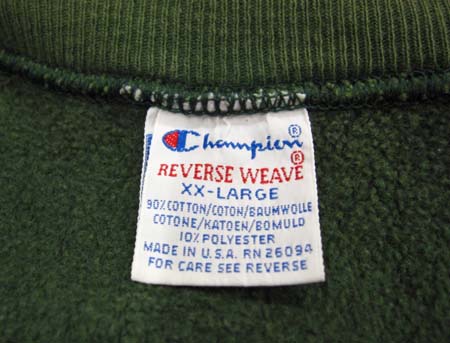 Champion®
REVERSE WEAVE®
XX-LARGE
90% COTTON/COTON/BAUMWOLLE
COTONE/KATOEN/BOMULD
10% POLYESTER
MADE IN U.S.A. RN 26094
FOR CARE SEE REVERSE